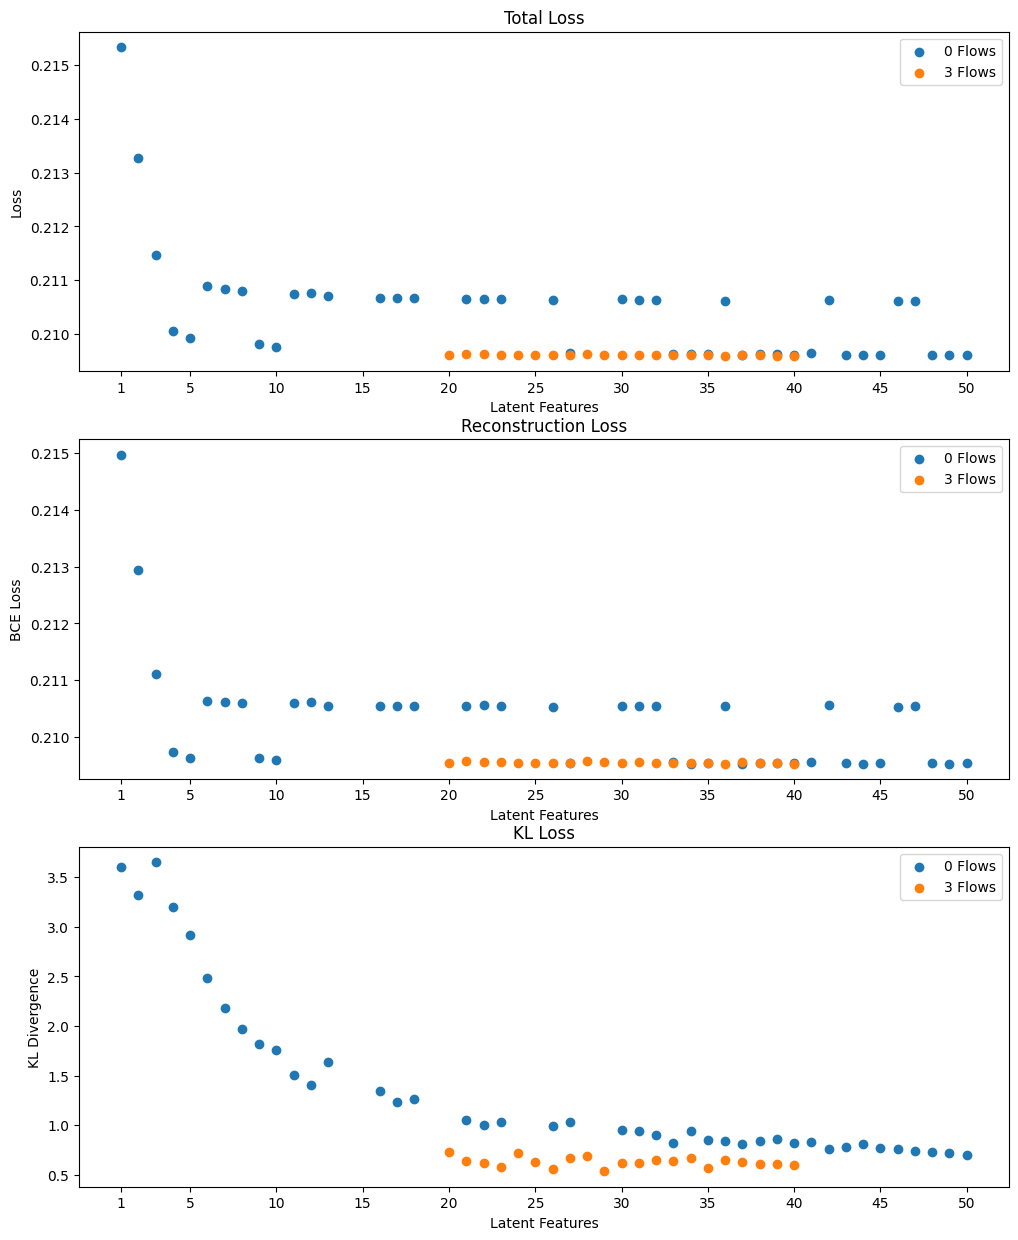 Total Loss
0 Flows
3 Flows
0.215
0.214
0.213
0.212
0.211
0.210
Loss
1 5 10 15 20 25 30 35 40 45 50
Latent Features
Reconstruction Loss
0 Flows
3 Flows
0.215
0.214
0.213
0.212
0.211
0.210
BCE Loss
1 5 10 15 20 25 30 35 40 45 50
Latent Features
KL Loss
0 Flows
3 Flows
3.5
3.0
2.5
2.0
1.5
1.0
0.5
KL Divergence
1 5 10 15 20 25 30 35 40 45 50
Latent Features